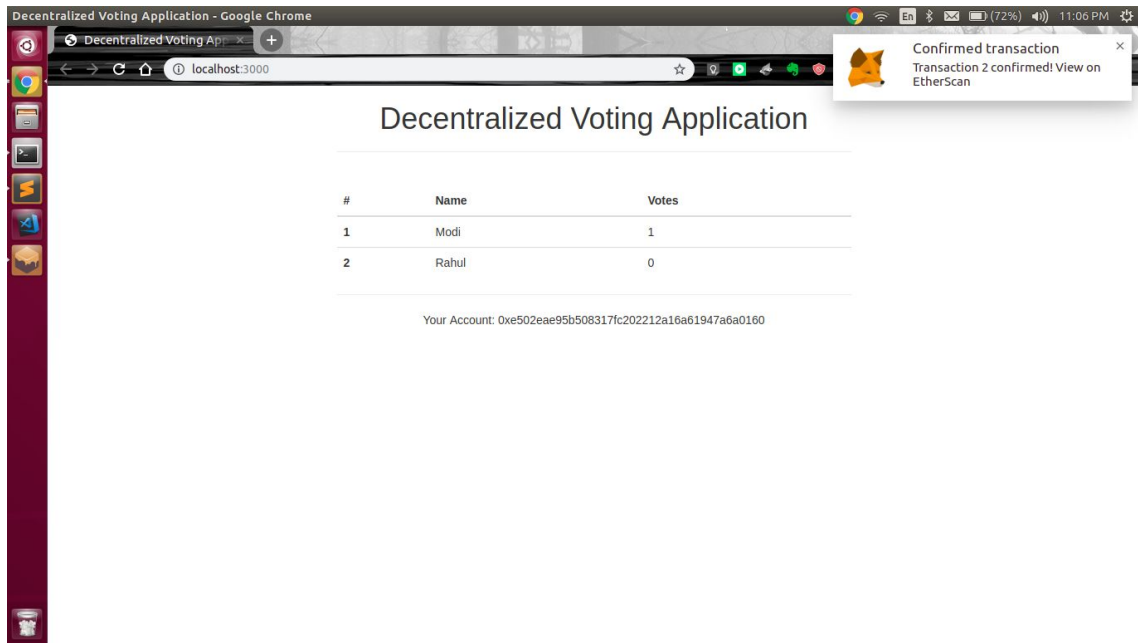 Decentralized Voting Application - Google Chrome
En
(72%)
11:06 PM
Decentralized Voting Ap
localhost:3000
Confirmed transaction
Transaction 2 confirmed! View on
EtherScan
Decentralized Voting Application
# Name Votes
1 Modi 1
2 Rahul 0
Your Account: 0xe502eae95b508317fc202212a16a61947a6a0160